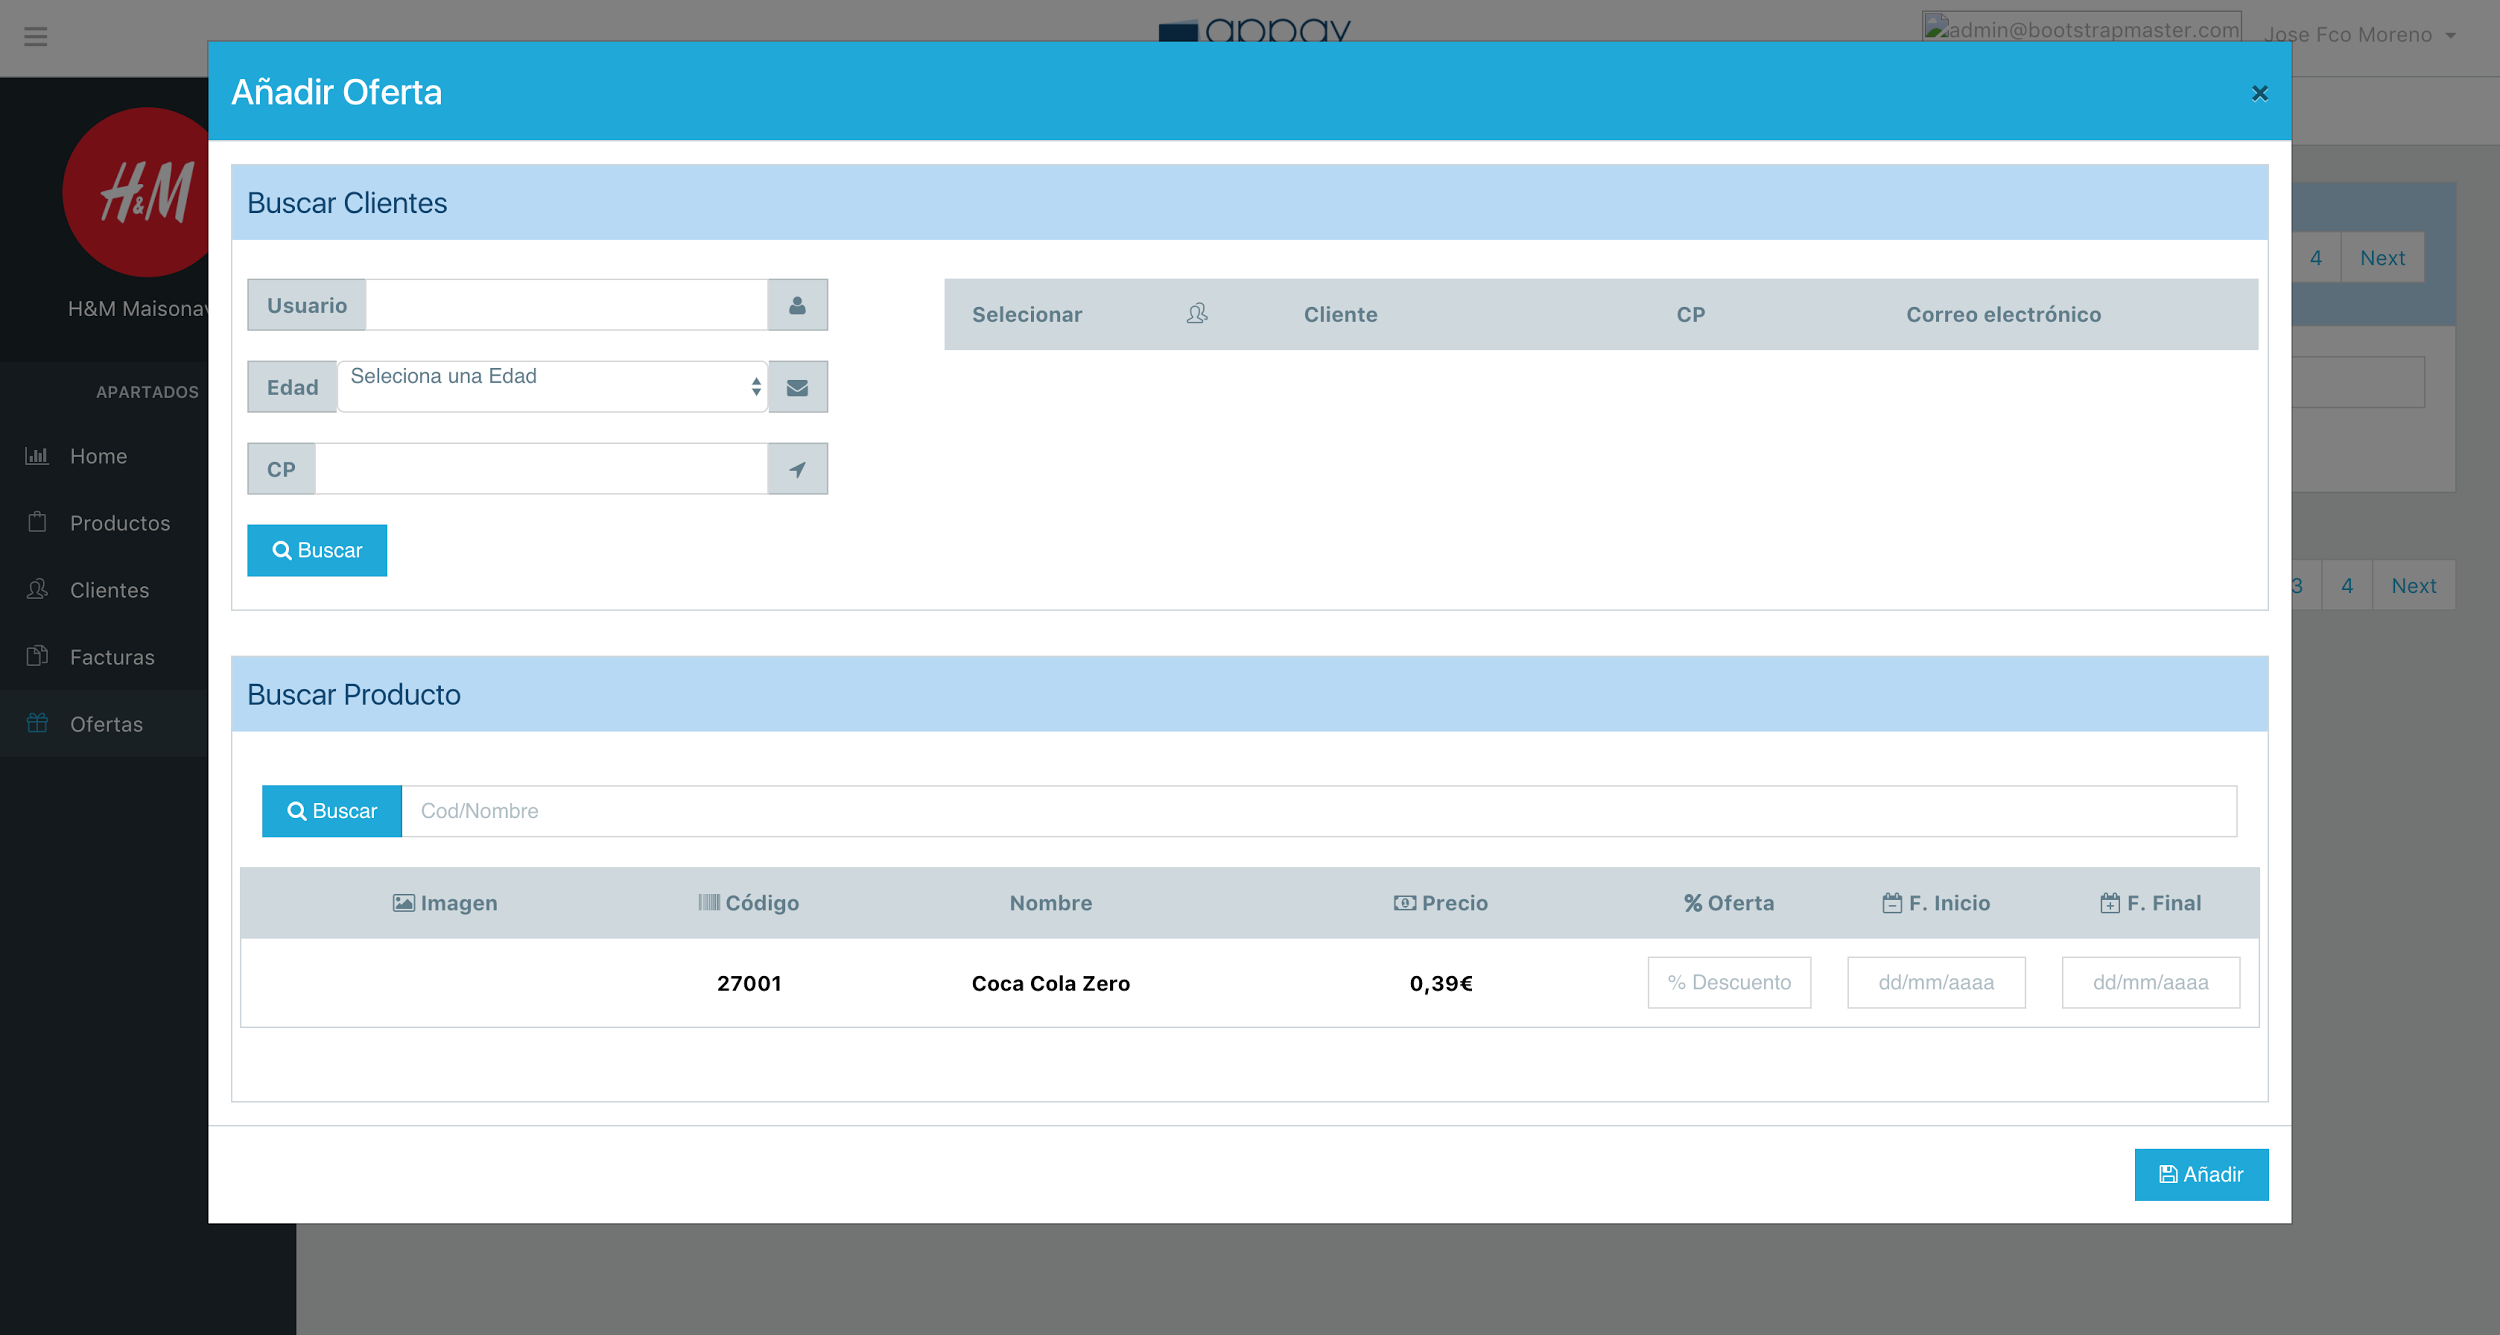 appay
admin@bootstrapmaster.com
Jose Fco Moreno
Añadir Oferta
×
H&M
H&M Maisonav
APARTADOS
Home
Productos
Clientes
Facturas
Ofertas
Buscar Clientes
Usuario
Edad
Seleciona una Edad
CP
Buscar
Selecionar
Cliente
CP
Correo electrónico
4
Next
3
4
Next
Buscar Producto
Buscar
Cod/Nombre
Imagen
Código
Nombre
Precio
% Oferta
F. Inicio
F. Final
27001
Coca Cola Zero
0,39€
% Descuento
dd/mm/aaaa
dd/mm/aaaa
Añadir